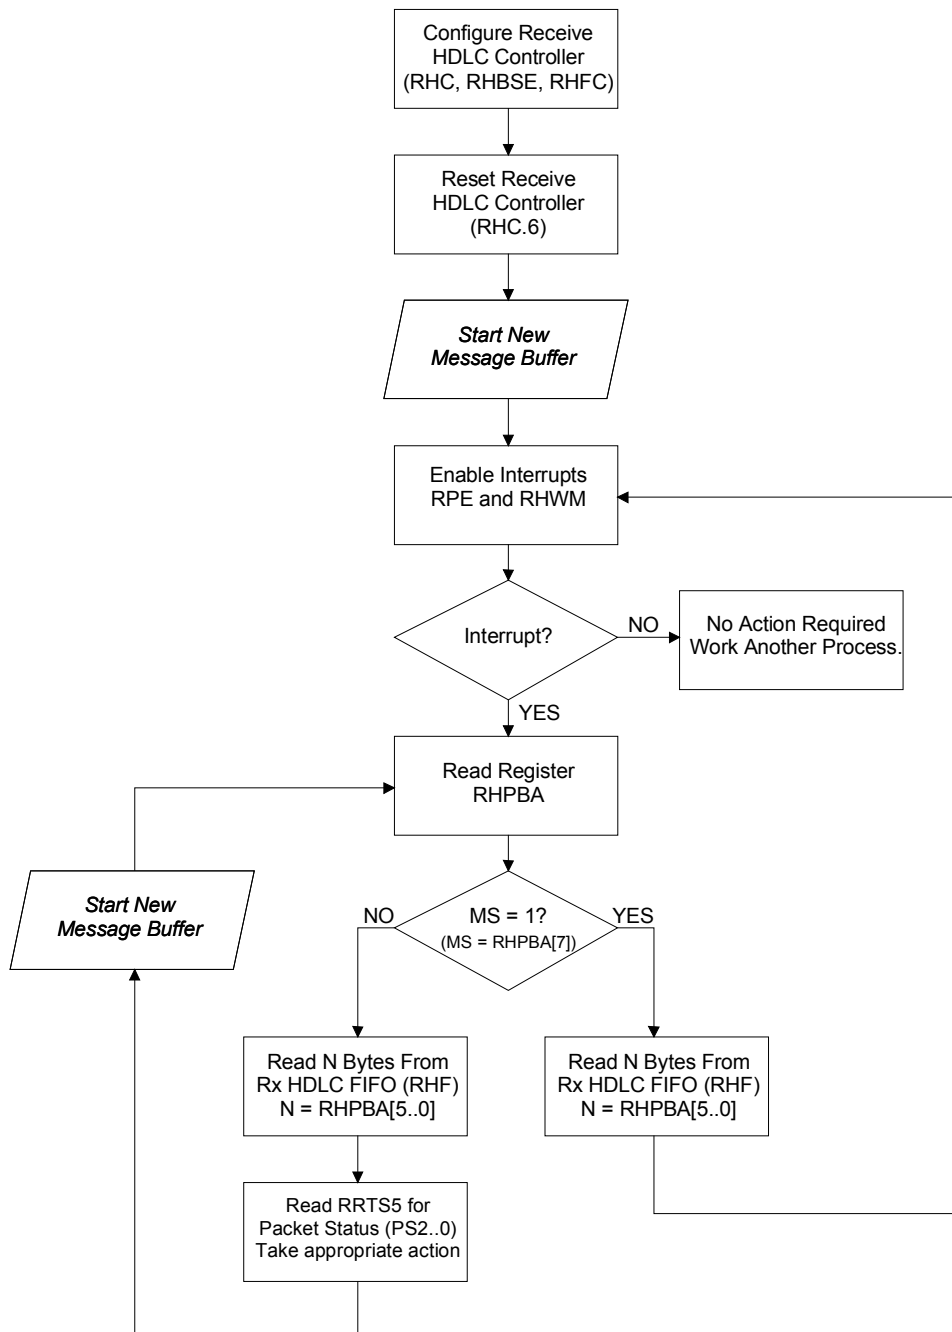 Configure Receive
HDLC Controller
(RHC, RHBSE, RHFC)
Reset Receive
HDLC Controller
(RHC.6)
Start New
Message Buffer
Enable Interrupts
RPE and RHWM
Interrupt?
NO
No Action Required
Work Another Process.
YES
Read Register
RHPBA
Start New
Message Buffer
NO
MS = 1?
(MS = RHPBA[7])
YES
Read N Bytes From
Rx HDLC FIFO (RHF)
N = RHPBA[5..0]
Read N Bytes From
Rx HDLC FIFO (RHF)
N = RHPBA[5..0]
Read RRTS5 for
Packet Status (PS2..0)
Take appropriate action